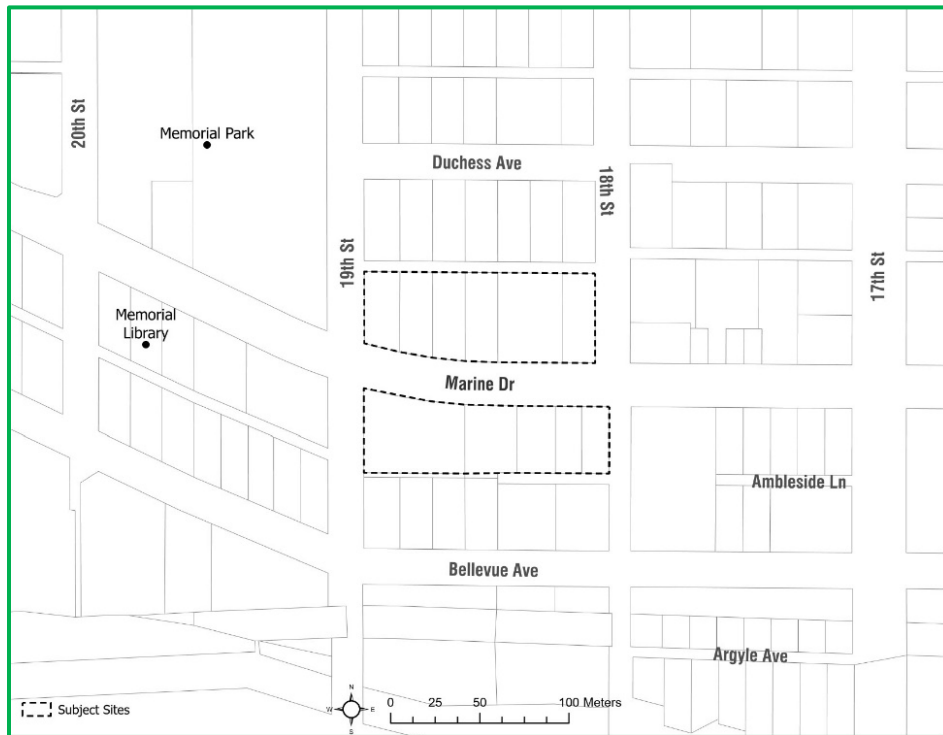 20th St
Memorial Park
Duchess Ave
18th St
19th St
17th St
Memorial
Library
Marine Dr
Ambleside Ln
Bellevue Ave
Argyle Ave
Subject Sites
N
W
E
S
0 25 50 100 Meters